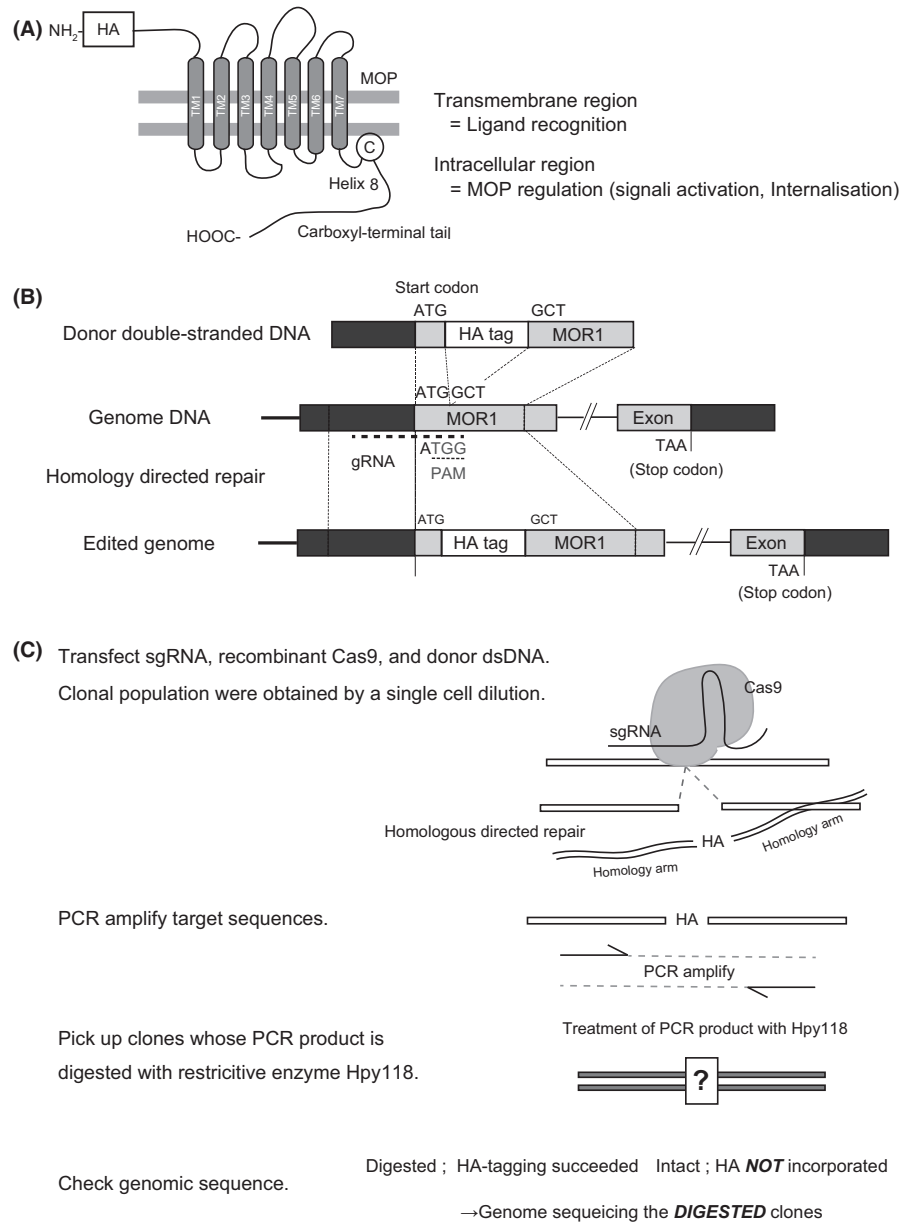 (A)
NH2- HA
TM1 TM2 TM3 TM4 TM5 TM6 TM7
MOP
C
Helix 8
HOOC-
Carboxyl-terminal tail
Transmembrane region
= Ligand recognition
Intracellular region
= MOP regulation (signali activation, Internalisation)
(B)
Start codon
ATG GCT
Donor double-stranded DNA HA tag MOR1
ATG GCT
Genome DNA MOR1 Exon
gRNA ATGG TAA
PAM (Stop codon)
Homology directed repair
ATG GCT
Edited genome HA tag MOR1 Exon
TAA
(Stop codon)
(C)
Transfect sgRNA, recombinant Cas9, and donor dsDNA.
Clonal population were obtained by a single cell dilution.
Cas9
sgRNA
Homologous directed repair
HA
Homology arm
Homology arm
PCR amplify target sequences.
HA
PCR amplify
Pick up clones whose PCR product is
digested with restricitive enzyme Hpy118.
Treatment of PCR product with Hpy118
?
Check genomic sequence.
Digested ; HA-tagging succeeded Intact ; HA NOT incorporated
→Genome sequeicing the DIGESTED clones